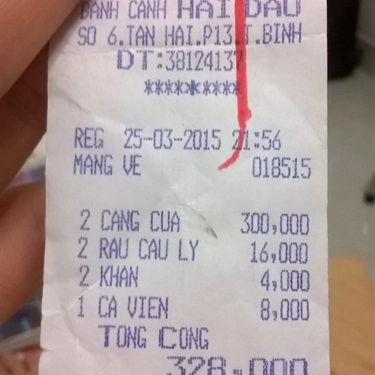 BANH CANH HAI DAU
SO 6.TAN HAI.P13.T.BINH
DT:38124137
*********
REG 25-03-2015 21:56
MANG VE 018515
2 CANG CUA 300,000
2 RAU CAU LY 16,000
2 KHAN 4,000
1 CA VIEN 8,000
TONG CONG
328,000